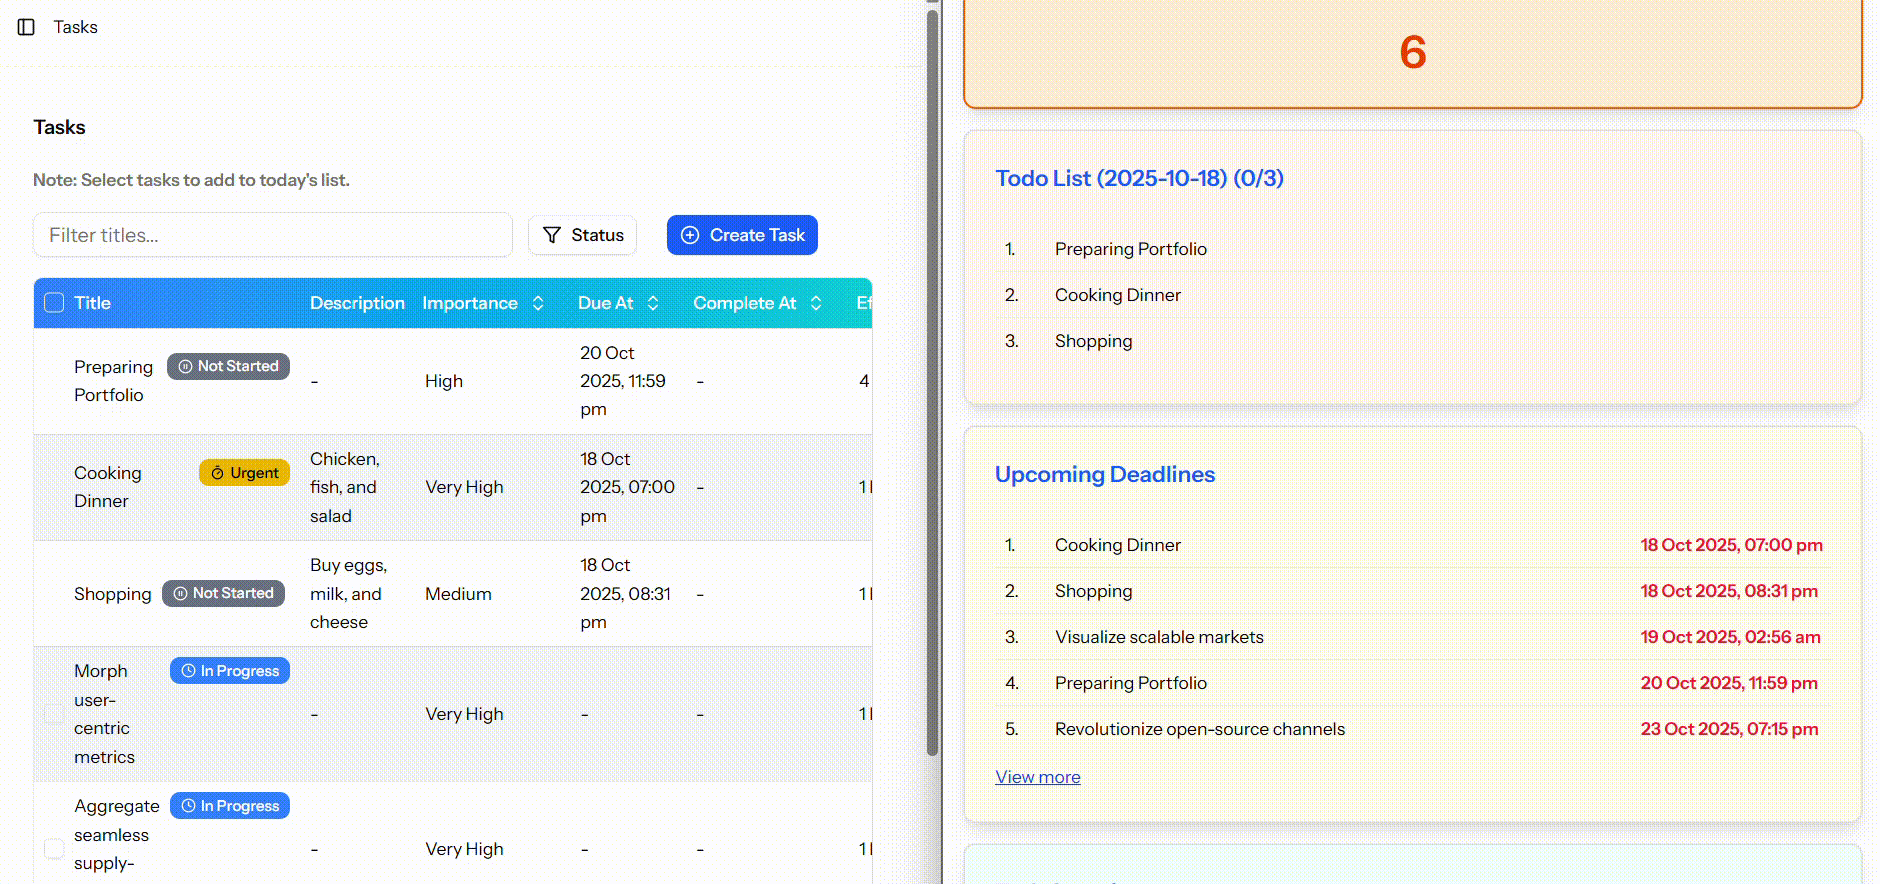 Tasks
Tasks
Note: Select tasks to add to today's list.
Filter titles...
Status
Create Task
Title Description Importance Due At Complete At Ef
Preparing Portfolio Not Started - High 20 Oct 2025, 11:59 pm - 4
Cooking Dinner Urgent Chicken, fish, and salad Very High 18 Oct 2025, 07:00 pm - 1
Shopping Not Started Buy eggs, milk, and cheese Medium 18 Oct 2025, 08:31 pm - 1
Morph user-centric metrics In Progress - Very High - - 1
Aggregate seamless supply- In Progress - Very High - - 1
6
Todo List (2025-10-18) (0/3)
1. Preparing Portfolio
2. Cooking Dinner
3. Shopping
Upcoming Deadlines
1. Cooking Dinner 18 Oct 2025, 07:00 pm
2. Shopping 18 Oct 2025, 08:31 pm
3. Visualize scalable markets 19 Oct 2025, 02:56 am
4. Preparing Portfolio 20 Oct 2025, 11:59 pm
5. Revolutionize open-source channels 23 Oct 2025, 07:15 pm
View more